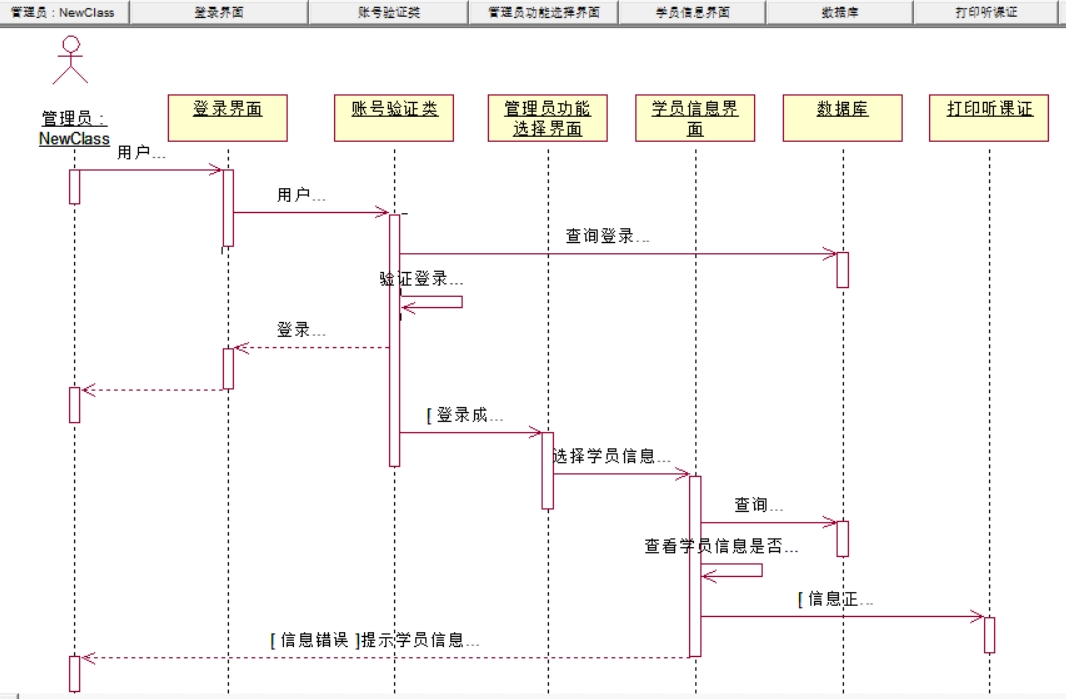 管理员：NewClass
登录界面
账号验证类
管理员功能选择界面
学员信息界面
数据库
打印听课证
管理员：
NewClass
登录界面
账号验证类
管理员功能
选择界面
学员信息界
面
数据库
打印听课证
用户...
用户...
查询登录...
验证登录...
登录...
[ 登录成...
选择学员信息...
查询...
查看学员信息是否...
[ 信息正...
[ 信息错误 ]提示学员信息...